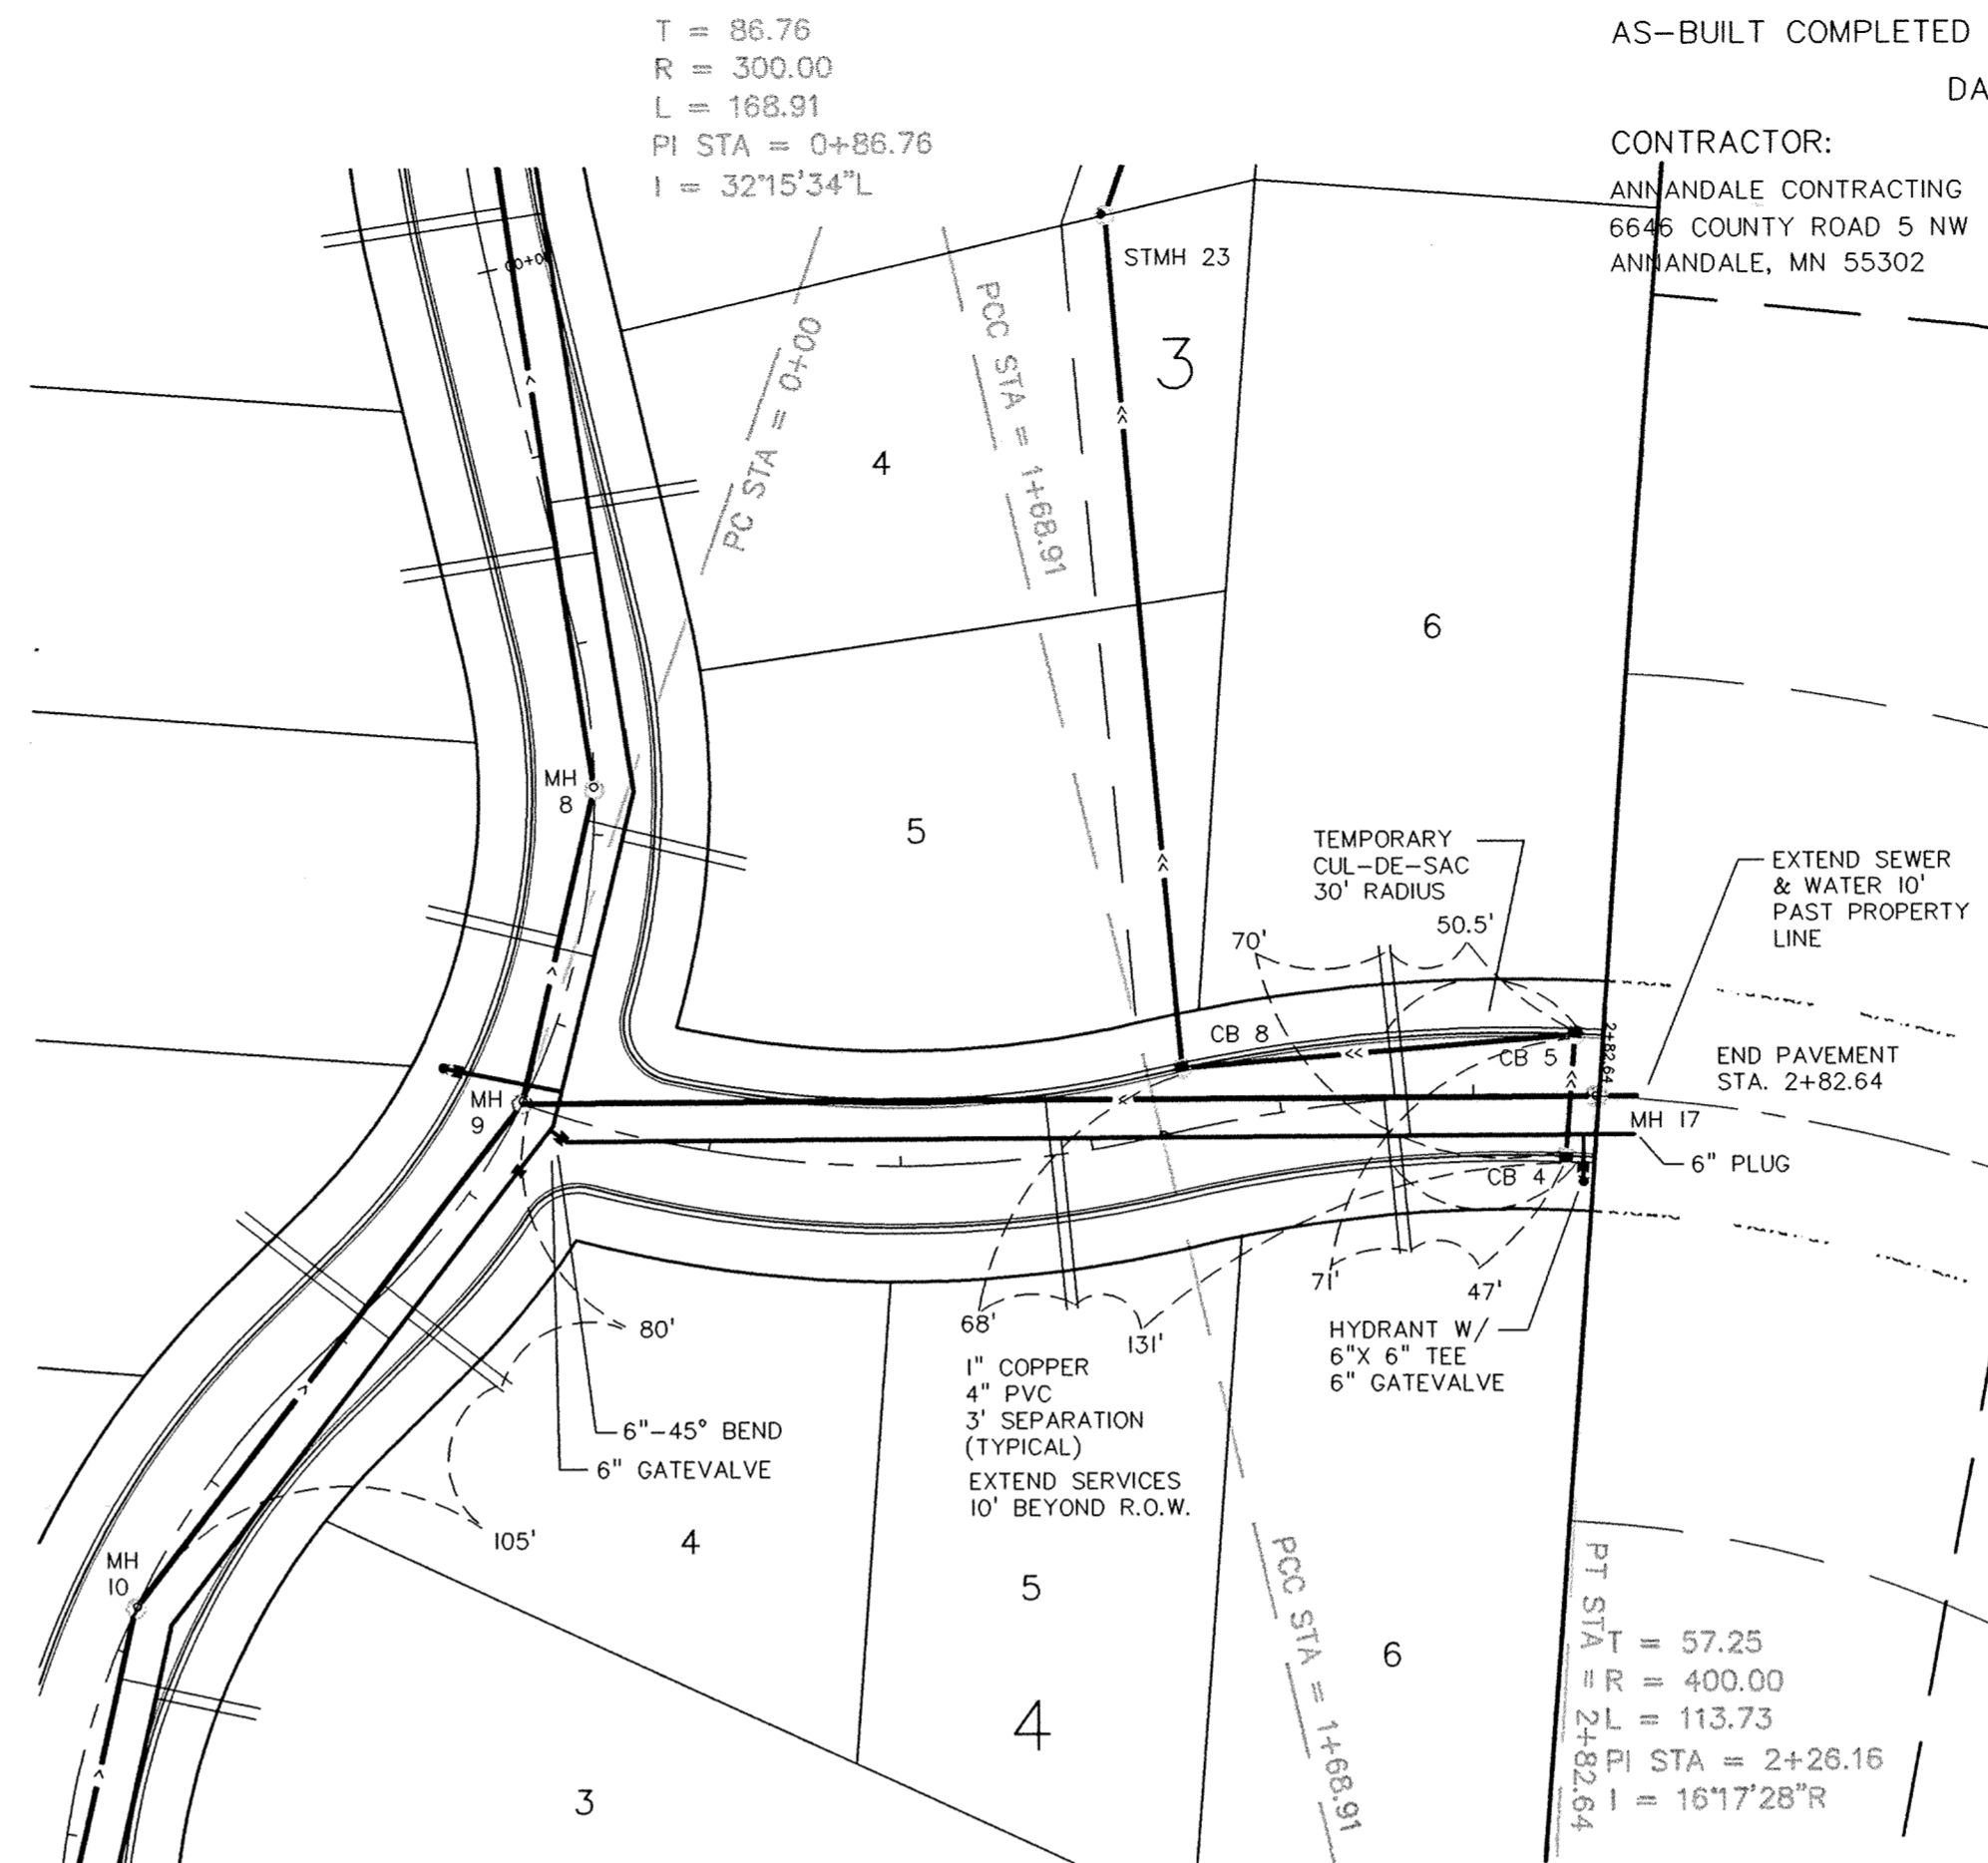 T = 86.76
R = 300.00
L = 168.91
PI STA = 0+86.76
I = 32°15'34"L
AS-BUILT COMPLETED
DA
CONTRACTOR:
ANNANDALE CONTRACTING
6646 COUNTY ROAD 5 NW
ANNANDALE, MN 55302
STMH 23
PC STA = 0+00
PCC STA = 1+68.91
3
4
6
5
MH
8
TEMPORARY
CUL-DE-SAC
30' RADIUS
EXTEND SEWER
& WATER 10'
PAST PROPERTY
LINE
70'
50.5'
CB 8
CB 5
2+82.64
END PAVEMENT
STA. 2+82.64
MH
9
MH 17
6" PLUG
CB 4
80'
68'
131'
71'
47'
HYDRANT W/
6"X 6" TEE
6" GATEVALVE
1" COPPER
4" PVC
3' SEPARATION
(TYPICAL)
EXTEND SERVICES
10' BEYOND R.O.W.
6"-45° BEND
6" GATEVALVE
105'
MH
10
4
5
6
4
3
PCC STA = 1+68.91
PT STA = 2+82.64
T = 57.25
R = 400.00
L = 113.73
PI STA = 2+26.16
I = 16°17'28"R